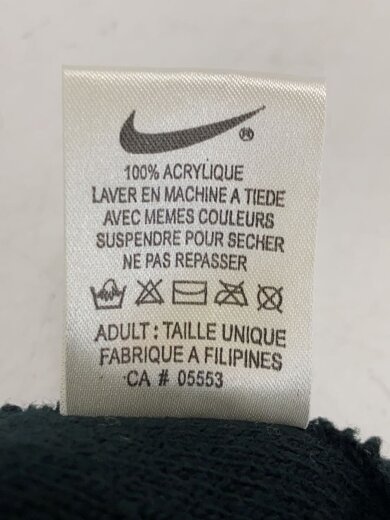 ®
100% ACRYLIQUE
LAVER EN MACHINE A TIEDE
AVEC MEMES COULEURS
SUSPENDRE POUR SECHER
NE PAS REPASSER
ADULT : TAILLE UNIQUE
FABRIQUE A FILIPINES
CA # 05553